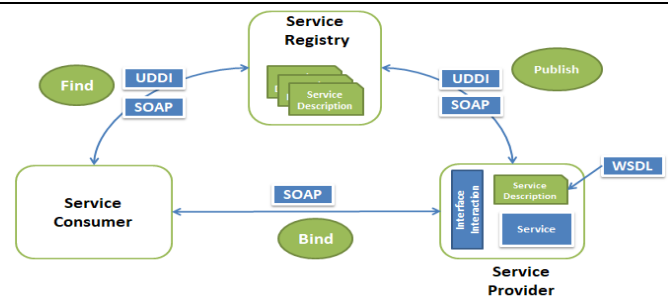 Service
Registry
Service
Description
Find
UDDI
SOAP
UDDI
SOAP
Publish
WSDL
Service
Consumer
SOAP
Bind
Interface
Interaction
Service
Description
Service
Service
Provider